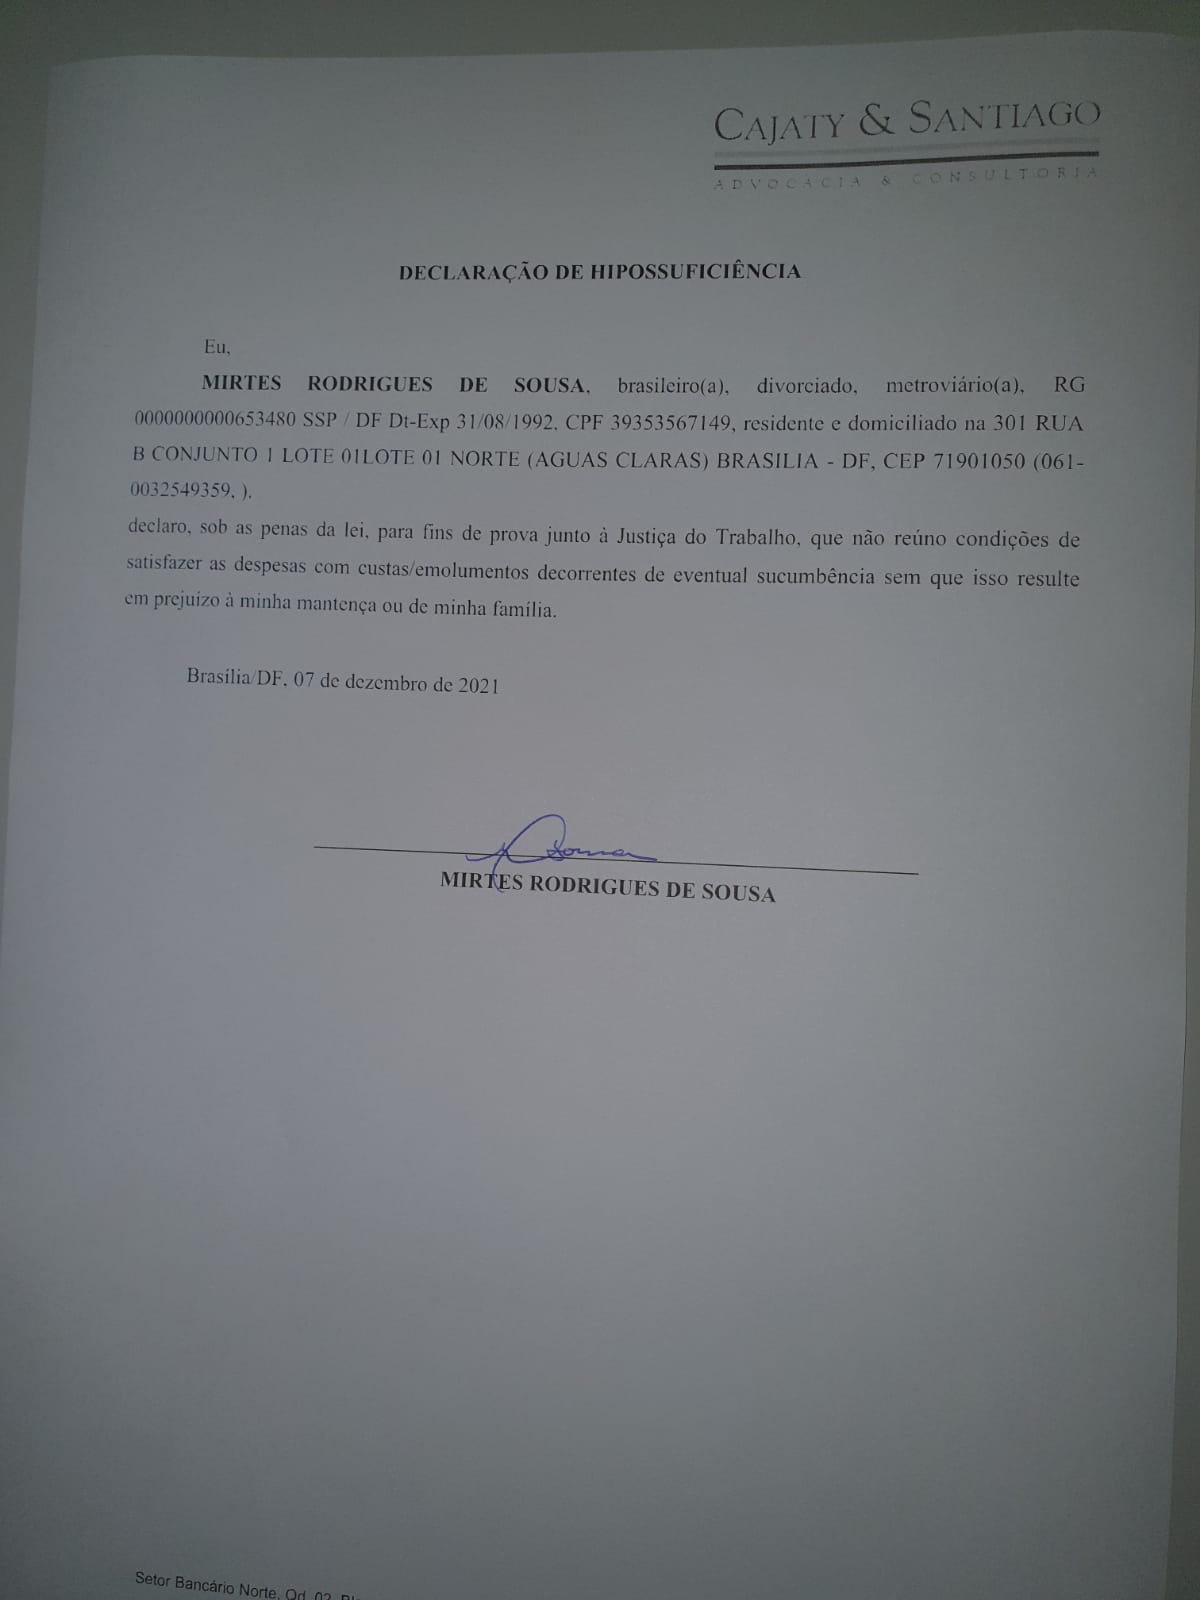 CAJATY & SANTIAGO
ADVOCACIA & CONSULTORIA
DECLARAÇÃO DE HIPOSSUFICIÊNCIA
Eu,
MIRTES RODRIGUES DE SOUSA, brasileiro(a), divorciado, metroviário(a), RG
0000000000653480 SSP / DF Dt-Exp 31/08/1992, CPF 39353567149, residente e domiciliado na 301 RUA
B CONJUNTO 1 LOTE 01LOTE 01 NORTE (AGUAS CLARAS) BRASILIA - DF, CEP 71901050 (061-
0032549359, ),
declaro, sob as penas da lei, para fins de prova junto à Justiça do Trabalho, que não reúno condições de
satisfazer as despesas com custas/emolumentos decorrentes de eventual sucumbência sem que isso resulte
em prejuízo à minha mantença ou de minha família.
Brasília/DF, 07 de dezembro de 2021
Sousa
MIRTES RODRIGUES DE SOUSA
Setor Bancário Norte, Qd. 02,